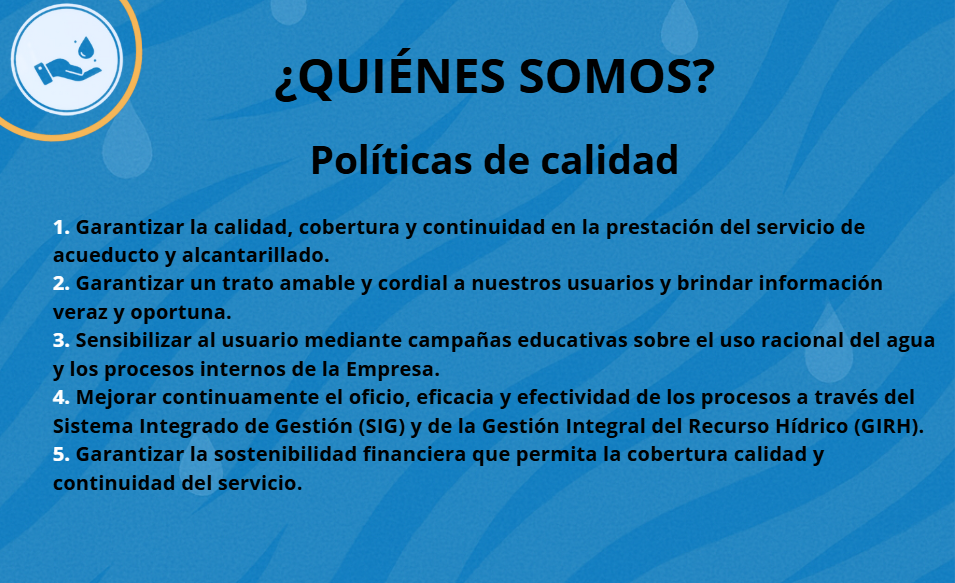 ¿QUIÉNES SOMOS?
Políticas de calidad
1. Garantizar la calidad, cobertura y continuidad en la prestación del servicio de
acueducto y alcantarillado.
2. Garantizar un trato amable y cordial a nuestros usuarios y brindar información
veraz y oportuna.
3. Sensibilizar al usuario mediante campañas educativas sobre el uso racional del agua
y los procesos internos de la Empresa.
4. Mejorar continuamente el oficio, eficacia y efectividad de los procesos a través del
Sistema Integrado de Gestión (SIG) y de la Gestión Integral del Recurso Hídrico (GIRH).
5. Garantizar la sostenibilidad financiera que permita la cobertura calidad y
continuidad del servicio.